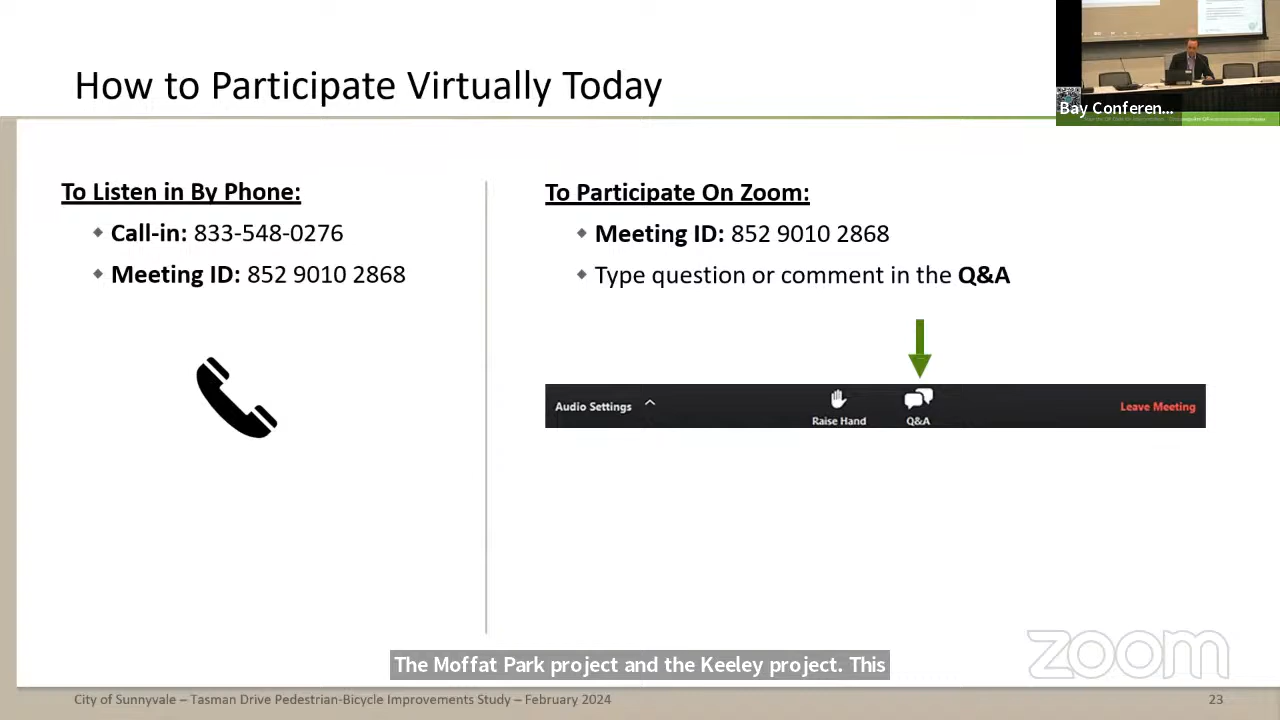 How to Participate Virtually Today
Bay Conferen...
To Listen in By Phone:
Call-in: 833-548-0276
Meeting ID: 852 9010 2868
To Participate On Zoom:
Meeting ID: 852 9010 2868
Type question or comment in the Q&A
Audio Settings
Raise Hand
Q&A
Leave Meeting
zoom
The Moffat Park project and the Keeley project. This
City of Sunnyvale – Tasman Drive Pedestrian-Bicycle Improvements Study – February 2024
23